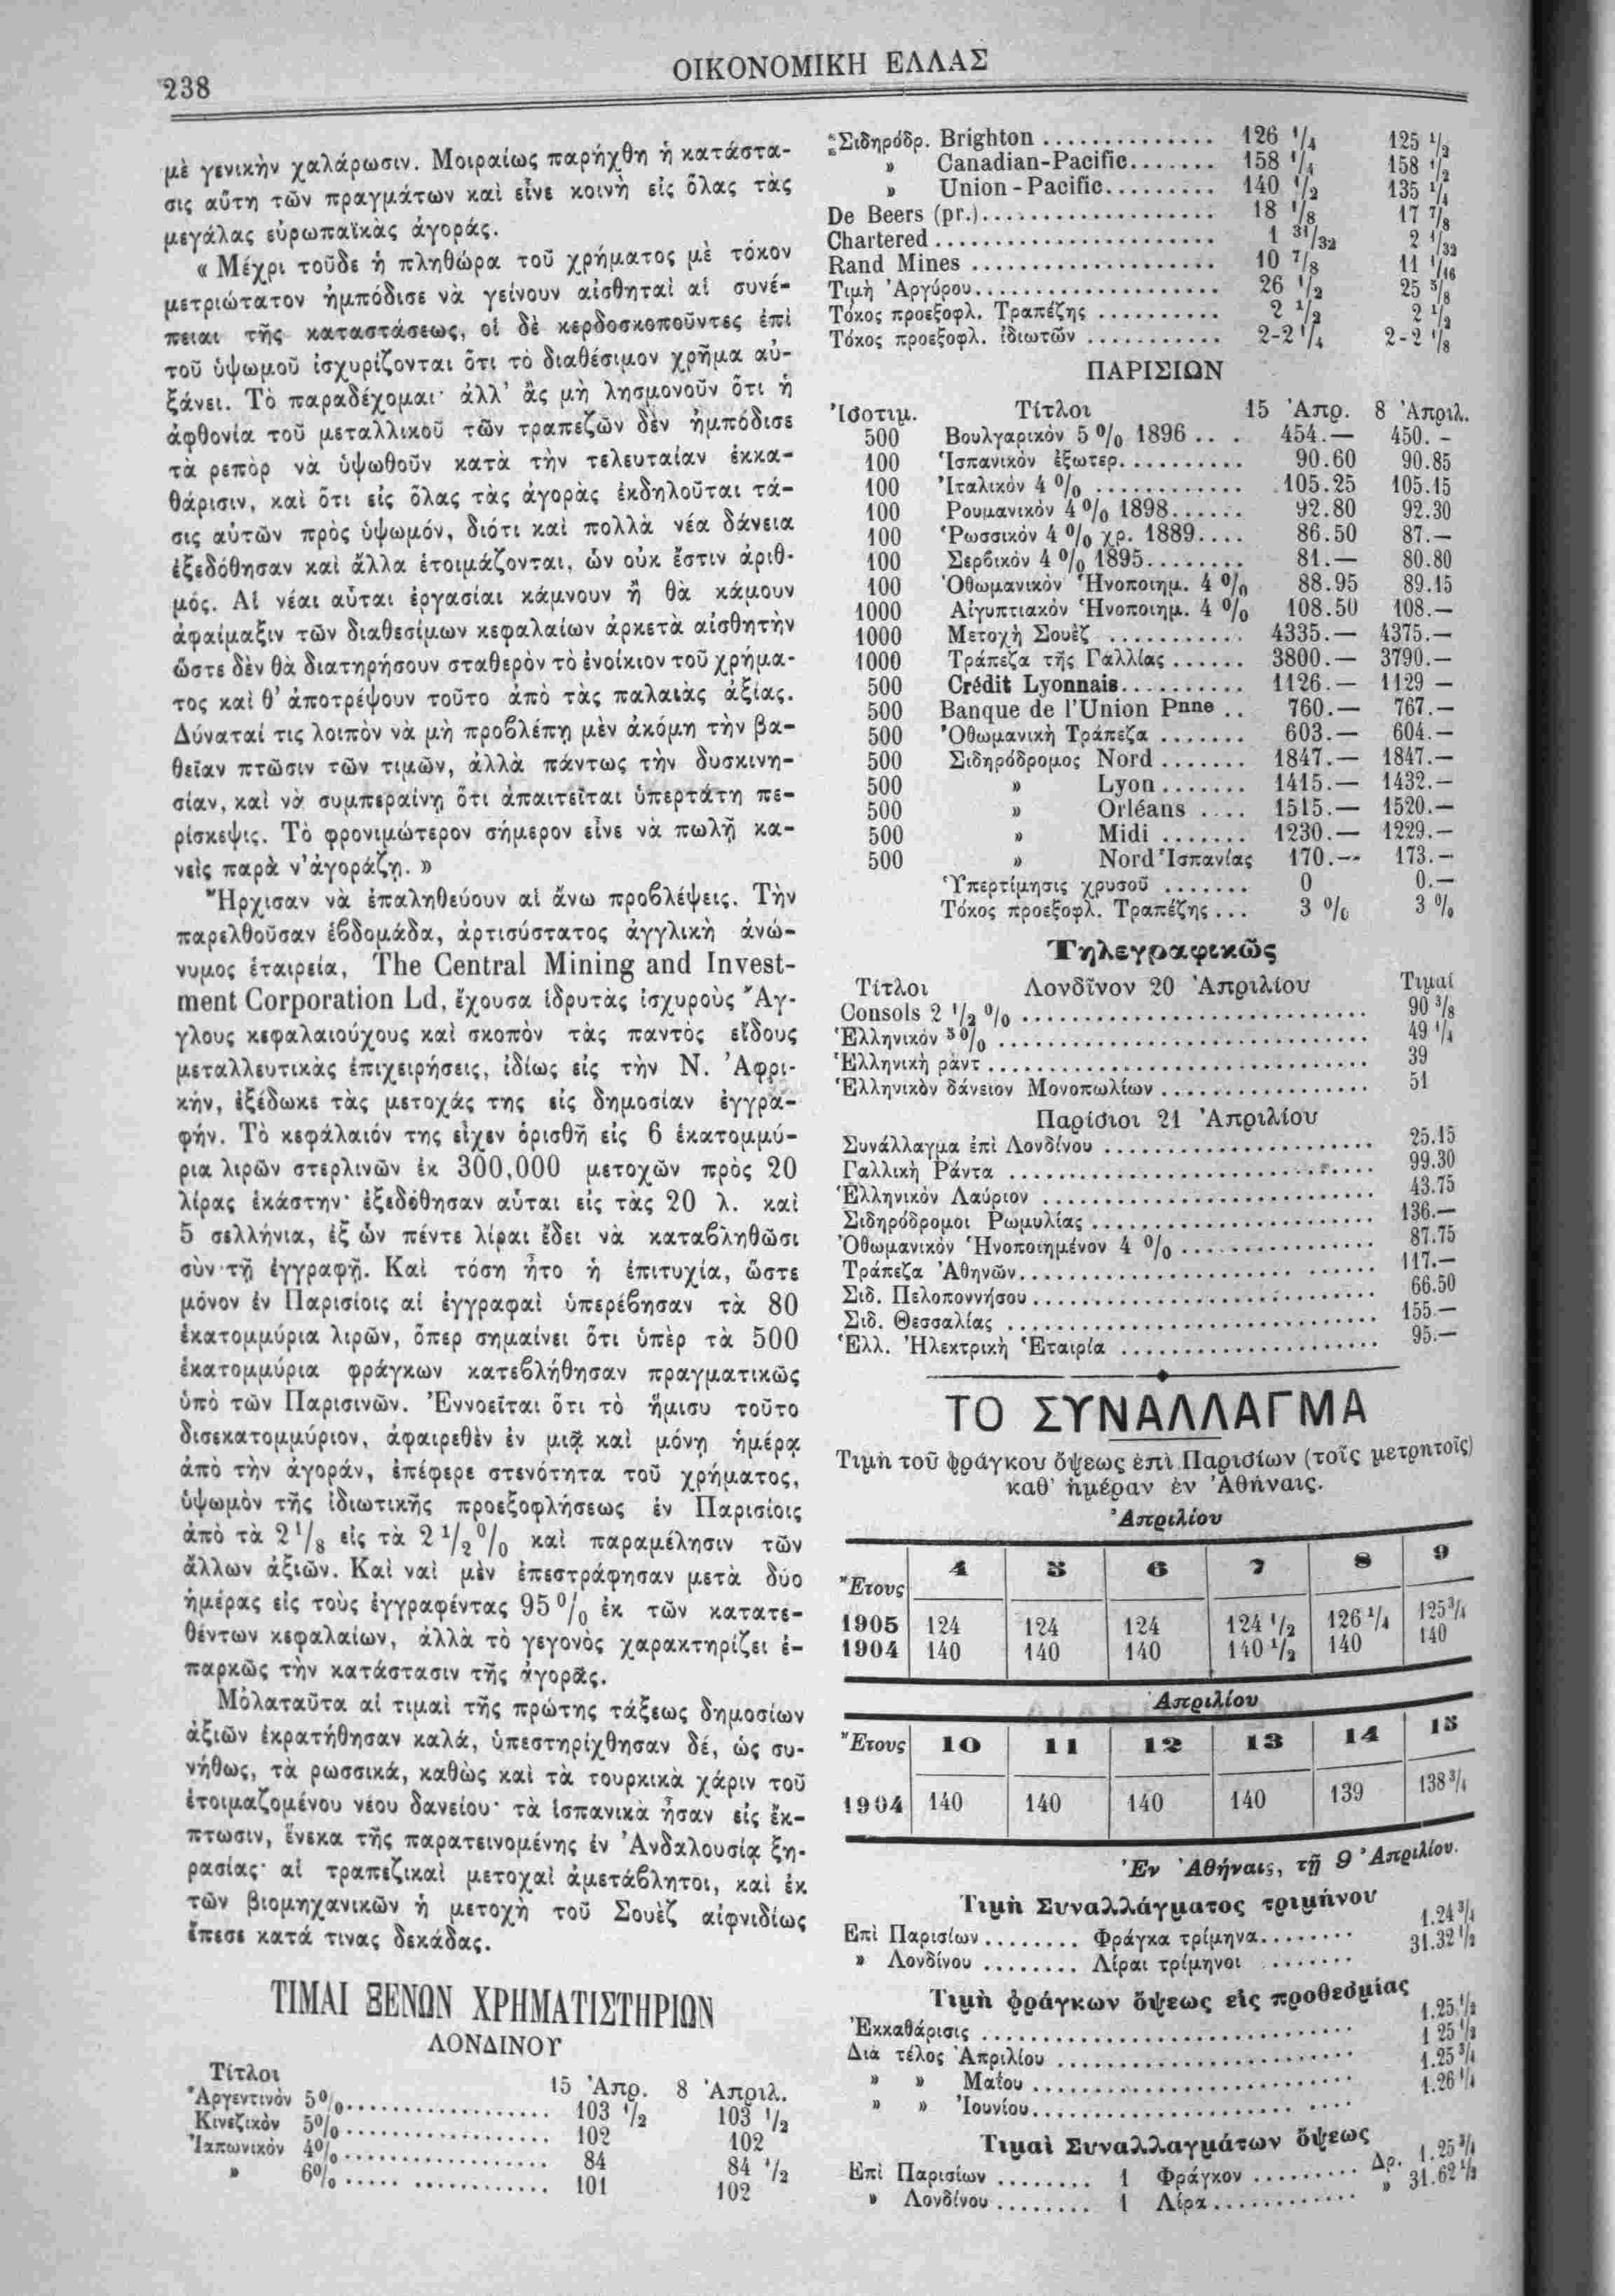 238
ΟΙΚΟΝΟΜΙΚΗ ΕΛΛΑΣ
μὲ γενικὴν χαλάρωσιν. Μοιραίως παρήχθη ἡ κατάστα-
σις αὕτη τῶν πραγμάτων καὶ εἶνε κοινὴ εἰς ὅλας τὰς
μεγάλας εὐρωπαϊκὰς ἀγοράς.
« Μέχρι τοῦδε ἡ πληθώρα τοῦ χρήματος μὲ τόκον
μετριώτατον ἠμπόδισε νὰ γείνουν αἰσθηταὶ αἱ συνέ-
πειαι τῆς καταστάσεως, οἱ δὲ κερδοσκοποῦντες ἐπὶ
τοῦ ὑψωμοῦ ἰσχυρίζονται ὅτι τὸ διαθέσιμον χρῆμα αὐ-
ξάνει. Τὸ παραδέχομαι· ἀλλ’ ἂς μὴ λησμονοῦν ὅτι ἡ
ἀφθονία τοῦ μεταλλικοῦ τῶν τραπεζῶν δὲν ἠμπόδισε
τὰ ρεπὸρ νὰ ὑψωθοῦν κατὰ τὴν τελευταίαν ἐκκα-
θάρισιν, καὶ ὅτι εἰς ὅλας τὰς ἀγορὰς ἐκδηλοῦται τά-
σις αὐτῶν πρὸς ὑψωμόν, διότι καὶ πολλὰ νέα δάνεια
ἐξεδόθησαν καὶ ἄλλα ἑτοιμάζονται, ὧν οὐκ ἔστιν ἀριθ-
μός. Αἱ νέαι αὗται ἐργασίαι κάμνουν ἢ θὰ κάμουν
ἀφαίμαξιν τῶν διαθεσίμων κεφαλαίων ἀρκετὰ αἰσθητὴν
ὥστε δὲν θὰ διατηρήσουν σταθερὸν τὸ ἐνοίκιον τοῦ χρήμα-
τος καὶ θ’ ἀποτρέψουν τοῦτο ἀπὸ τὰς παλαιὰς ἀξίας.
Δύναταί τις λοιπὸν νὰ μὴ προβλέπῃ μὲν ἀκόμη τὴν βα-
θεῖαν πτῶσιν τῶν τιμῶν, ἀλλὰ πάντως τὴν δυσκινη-
σίαν, καὶ νὰ συμπεραίνῃ ὅτι ἀπαιτεῖται ὑπερτάτη πε-
ρίσκεψις. Τὸ φρονιμώτερον σήμερον εἶνε νὰ πωλῇ κα-
νεὶς παρὰ ν’ ἀγοράζῃ. »
Ἤρχισαν νὰ ἐπαληθεύουν αἱ ἄνω προβλέψεις. Τὴν
παρελθοῦσαν ἑβδομάδα, ἀρτισύστατος ἀγγλικὴ ἀνώ-
νυμος ἑταιρεία, The Central Mining and Invest-
ment Corporation Ld, ἔχουσα ἱδρυτὰς ἰσχυροὺς Ἄγ-
γλους κεφαλαιούχους καὶ σκοπὸν τὰς παντὸς εἴδους
μεταλλευτικὰς ἐπιχειρήσεις, ἰδίως εἰς τὴν Ν. Ἀφρι-
κήν, ἐξέδωκε τὰς μετοχάς της εἰς δημοσίαν ἐγγρα-
φήν. Τὸ κεφάλαιόν της εἶχεν ὁρισθῆ εἰς 6 ἑκατομμύ-
ρια λιρῶν στερλινῶν ἐκ 300,000 μετοχῶν πρὸς 20
λίρας ἑκάστην· ἐξεδόθησαν αὗται εἰς τὰς 20 λ. καὶ
5 σελλήνια, ἐξ ὧν πέντε λίραι ἔδει νὰ καταβληθῶσι
σὺν τῇ ἐγγραφῇ. Καὶ τόση ἦτο ἡ ἐπιτυχία, ὥστε
μόνον ἐν Παρισίοις αἱ ἐγγραφαὶ ὑπερέβησαν τὰ 80
ἑκατομμύρια λιρῶν, ὅπερ σημαίνει ὅτι ὑπὲρ τὰ 500
ἑκατομμύρια φράγκων κατεβλήθησαν πραγματικῶς
ὑπὸ τῶν Παρισινῶν. Ἐννοεῖται ὅτι τὸ ἥμισυ τοῦτο
δισεκατομμύριον, ἀφαιρεθὲν ἐν μιᾷ καὶ μόνῃ ἡμέρᾳ
ἀπὸ τὴν ἀγοράν, ἐπέφερε στενότητα τοῦ χρήματος,
ὑψωμὸν τῆς ἰδιωτικῆς προεξοφλήσεως ἐν Παρισίοις
ἀπὸ τὰ 2 1/8 εἰς τὰ 2 1/2 0/0 καὶ παραμέλησιν τῶν
ἄλλων ἀξιῶν. Καὶ ναὶ μὲν ἐπεστράφησαν μετὰ δύο
ἡμέρας εἰς τοὺς ἐγγραφέντας 95 0/0 ἐκ τῶν κατατε-
θέντων κεφαλαίων, ἀλλὰ τὸ γεγονὸς χαρακτηρίζει ἐ-
παρκῶς τὴν κατάστασιν τῆς ἀγορᾶς.
Μολαταῦτα αἱ τιμαὶ τῆς πρώτης τάξεως δημοσίων
ἀξιῶν ἐκρατήθησαν καλά, ὑπεστηρίχθησαν δέ, ὡς συ-
νήθως, τὰ ρωσσικά, καθὼς καὶ τὰ τουρκικὰ χάριν τοῦ
ἑτοιμαζομένου νέου δανείου· τὰ ἱσπανικὰ ἦσαν εἰς ἔκ-
πτωσιν, ἕνεκα τῆς παρατεινομένης ἐν Ἀνδαλουσίᾳ ξη-
ρασίας· αἱ τραπεζικαὶ μετοχαὶ ἀμετάβλητοι, καὶ ἐκ
τῶν βιομηχανικῶν ἡ μετοχὴ τοῦ Σουὲζ αἰφνιδίως
ἔπεσε κατά τινας δεκάδας.
ΤΙΜΑΙ ΞΕΝΩΝ ΧΡΗΜΑΤΙΣΤΗΡΙΩΝ
ΛΟΝΔΙΝΟΥ
Τίτλοι 15 Ἀπρ. 8 Ἀπριλ.
Ἀργεντινὸν 5 0/0 103 1/2 103 1/2
Κινεζικὸν 5 0/0 102 102
Ἰαπωνικὸν 4 0/0 84 84 1/2
» 6 0/0 101 102
Σιδηρόδρ. Brighton 126 1/4 125 1/2
» Canadian-Pacific 158 1/4 158 1/2
» Union-Pacific 140 1/2 135 1/4
De Beers (pr.) 18 1/8 17 7/8
Chartered 1 31/32 2 1/32
Rand Mines 10 7/8 11 1/16
Τιμὴ Ἀργύρου 26 1/2 25 5/8
Τόκος προεξοφλ. Τραπέζης 2 1/2 2 1/2
Τόκος προεξοφλ. ἰδιωτῶν 2-2 1/4 2-2 1/8
ΠΑΡΙΣΙΩΝ
Ἰσοτιμ. Τίτλοι 15 Ἀπρ. 8 Ἀπριλ.
500 Βουλγαρικὸν 5 0/0 1896 454.— 450.-
100 Ἱσπανικὸν ἐξωτερ. 90.60 90.85
100 Ἰταλικὸν 4 0/0 105.25 105.15
100 Ρουμανικὸν 4 0/0 1898 92.80 92.30
100 Ῥωσσικὸν 4 0/0 χρ. 1889 86.50 87.—
100 Σερβικὸν 4 0/0 1895 81.— 80.80
100 Ὀθωμανικὸν Ἡνοποιημ. 4 0/0 88.95 89.15
1000 Αἰγυπτιακὸν Ἡνοποιημ. 4 0/0 108.50 108.—
1000 Μετοχὴ Σουὲζ 4335.— 4375.—
1000 Τράπεζα τῆς Γαλλίας 3800.— 3790.—
500 Crédit Lyonnais 1126.— 1129 —
500 Banque de l'Union Pnne 760.— 767.—
500 Ὀθωμανικὴ Τράπεζα 603.— 604.—
500 Σιδηρόδρομος Nord 1847.— 1847.—
500 » Lyon 1415.— 1432.—
500 » Orléans 1515.— 1520.—
500 » Midi 1230.— 1229.—
500 » Nord Ἱσπανίας 170.— 173.—
Ὑπερτίμησις χρυσοῦ 0 0.—
Τόκος προεξοφλ. Τραπέζης 3 0/0 3 0/0
Τηλεγραφικῶς
Τίτλοι Λονδῖνον 20 Ἀπριλίου Τιμαί
Consols 2 1/2 0/0 90 3/8
Ἑλληνικὸν 5 0/0 49 1/4
Ἑλληνικὴ ρὰντ 39
Ἑλληνικὸν δάνειον Μονοπωλίων 51
Παρίσιοι 21 Ἀπριλίου
Συνάλλαγμα ἐπὶ Λονδίνου 25.15
Γαλλικὴ Ράντα 99.30
Ἑλληνικὸν Λαύριον 43.75
Σιδηρόδρομοι Ρωμυλίας 136.—
Ὀθωμανικὸν Ἡνοποιημένον 4 0/0 87.75
Τράπεζα Ἀθηνῶν 117.—
Σιδ. Πελοποννήσου 66.50
Σιδ. Θεσσαλίας 155.—
Ἑλλ. Ἠλεκτρικὴ Ἑταιρία 95.—
ΤΟ ΣΥΝΑΛΛΑΓΜΑ
Τιμὴ τοῦ φράγκου ὄψεως ἐπὶ Παρισίων (τοῖς μετρητοῖς)
καθ’ ἡμέραν ἐν Ἀθήναις.
Ἀπριλίου
Ἔτους 4 5 6 7 8 9
1905 124 124 124 124 1/2 126 1/4 125 3/4
1904 140 140 140 140 1/2 140 140
Ἀπριλίου
Ἔτους 10 11 12 13 14 15
1904 140 140 140 140 139 138 3/4
Ἐν Ἀθήναις, τῇ 9 Ἀπριλίου.
Τιμὴ Συναλλάγματος τριμήνου
Ἐπὶ Παρισίων Φράγκα τρίμηνα 1.24 3/4
» Λονδίνου Λίραι τρίμηνοι 31.32 1/2
Τιμὴ φράγκων ὄψεως εἰς προθεσμίας
Ἐκκαθάρισις 1.25 1/2
Διὰ τέλος Ἀπριλίου 1 25 1/2
» » Μαΐου 1.25 3/4
» » Ἰουνίου 1.26 1/4
Τιμαὶ Συναλλαγμάτων ὄψεως
Ἐπὶ Παρισίων 1 Φράγκον Δρ. 1.25 3/4
» Λονδίνου 1 Λίρα » 31.62 1/2